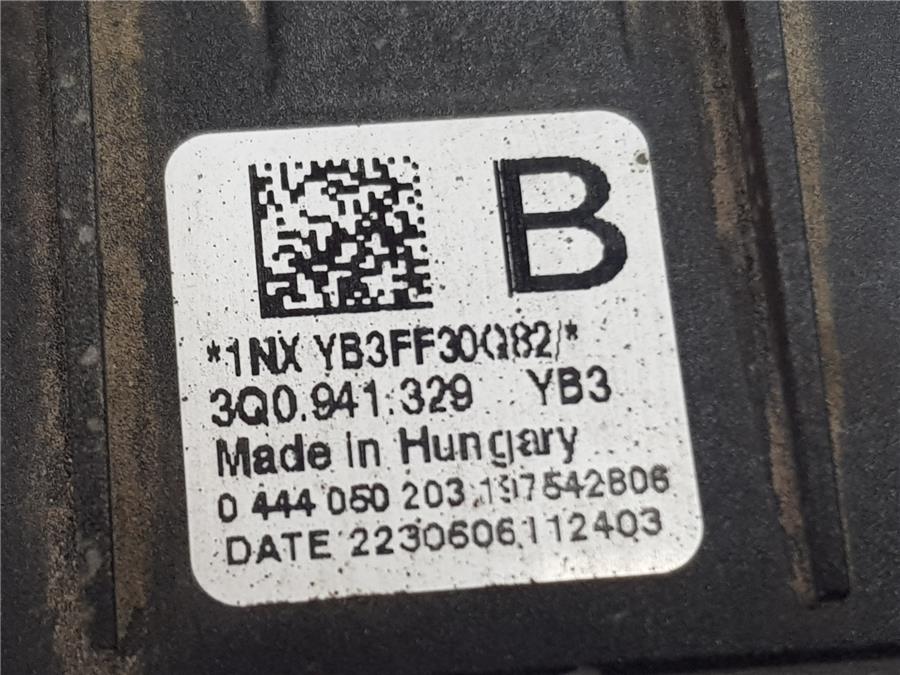 B
*1NX YB3FF30Q82/*
3Q0.941.329 YB3
Made in Hungary
0 444 050 203 197542806
DATE 2230606112403